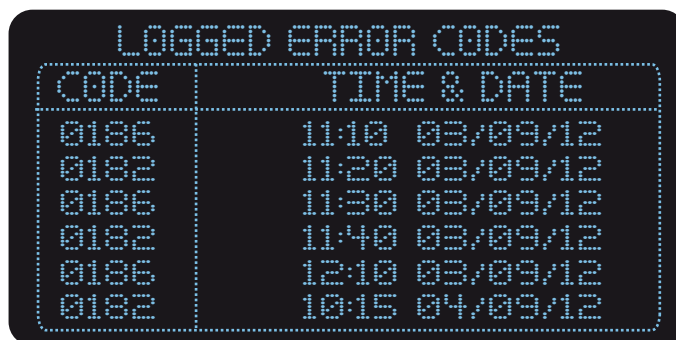 LOGGED ERROR CODES
CODE TIME & DATE
0186 11:10 03/09/12
0182 11:20 03/09/12
0186 11:30 03/09/12
0182 11:40 03/09/12
0186 12:10 03/09/12
0182 10:15 04/09/12